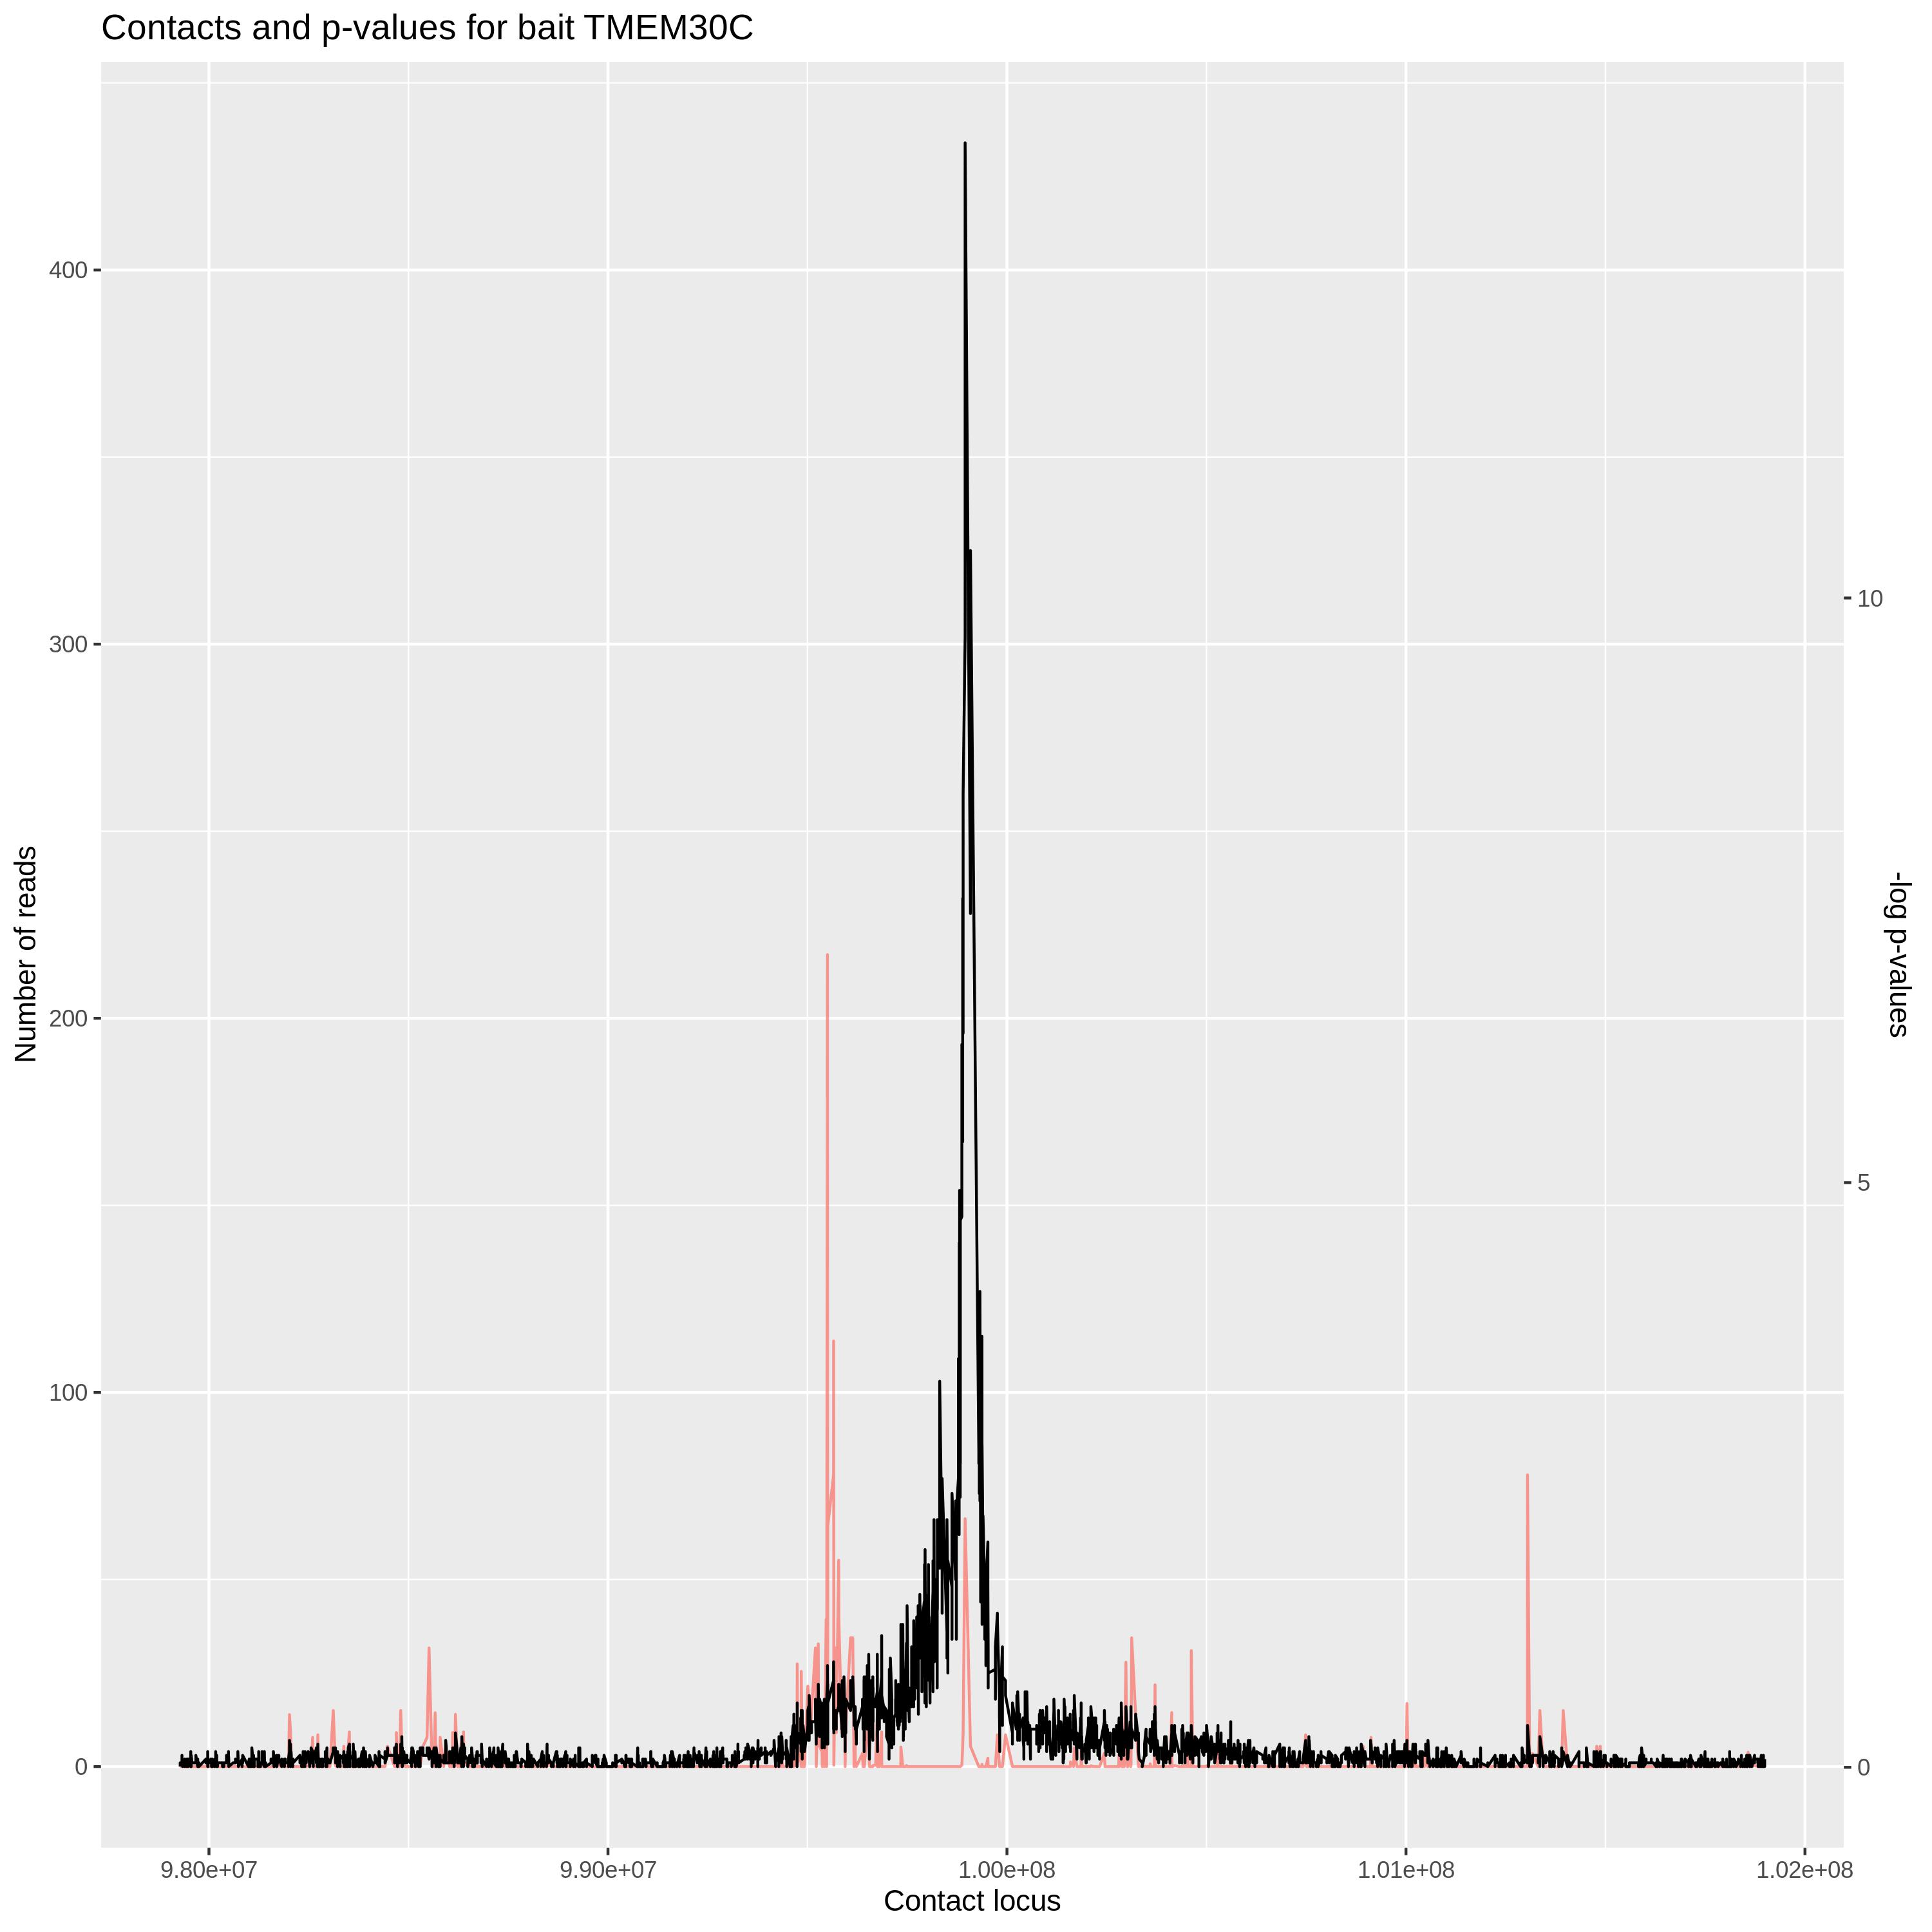 Contacts and p-values for bait TMEM30C
400
300
200
100
0
Number of reads
10
5
0
-log p-values
9.80e+07 9.90e+07 1.00e+08 1.01e+08 1.02e+08
Contact locus